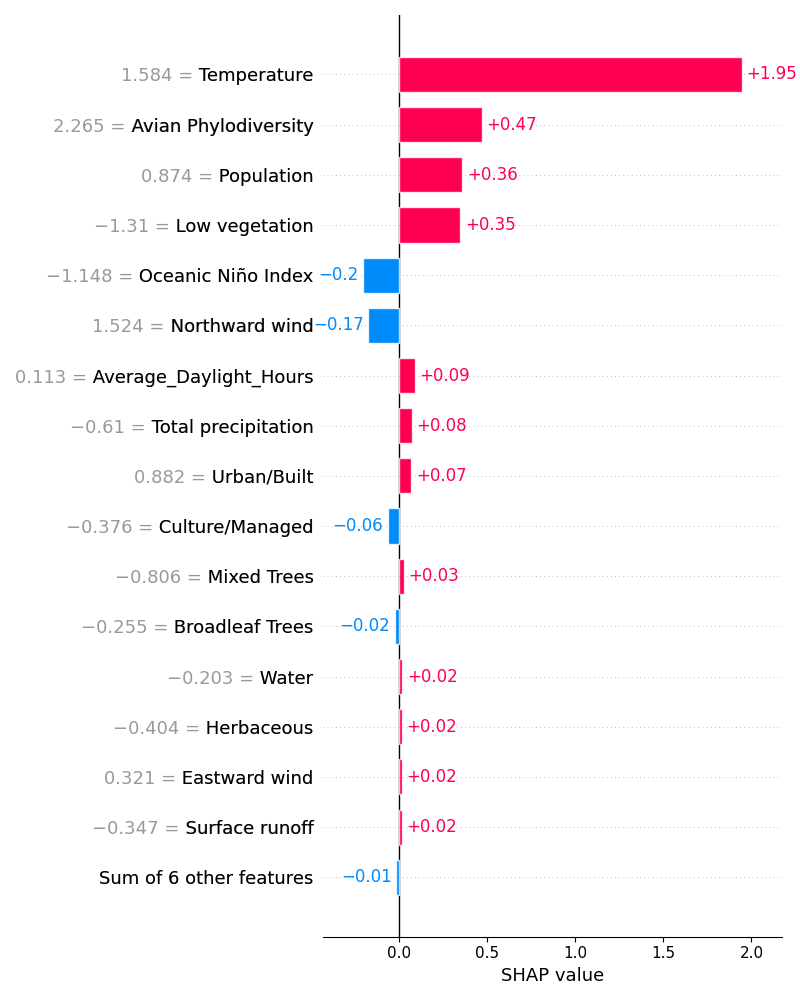 1.584 = Temperature +1.95
2.265 = Avian Phylodiversity +0.47
0.874 = Population +0.36
−1.31 = Low vegetation +0.35
−1.148 = Oceanic Niño Index −0.2
1.524 = Northward wind −0.17
0.113 = Average_Daylight_Hours +0.09
−0.61 = Total precipitation +0.08
0.882 = Urban/Built +0.07
−0.376 = Culture/Managed −0.06
−0.806 = Mixed Trees +0.03
−0.255 = Broadleaf Trees −0.02
−0.203 = Water +0.02
−0.404 = Herbaceous +0.02
0.321 = Eastward wind +0.02
−0.347 = Surface runoff +0.02
Sum of 6 other features −0.01
0.0 0.5 1.0 1.5 2.0
SHAP value